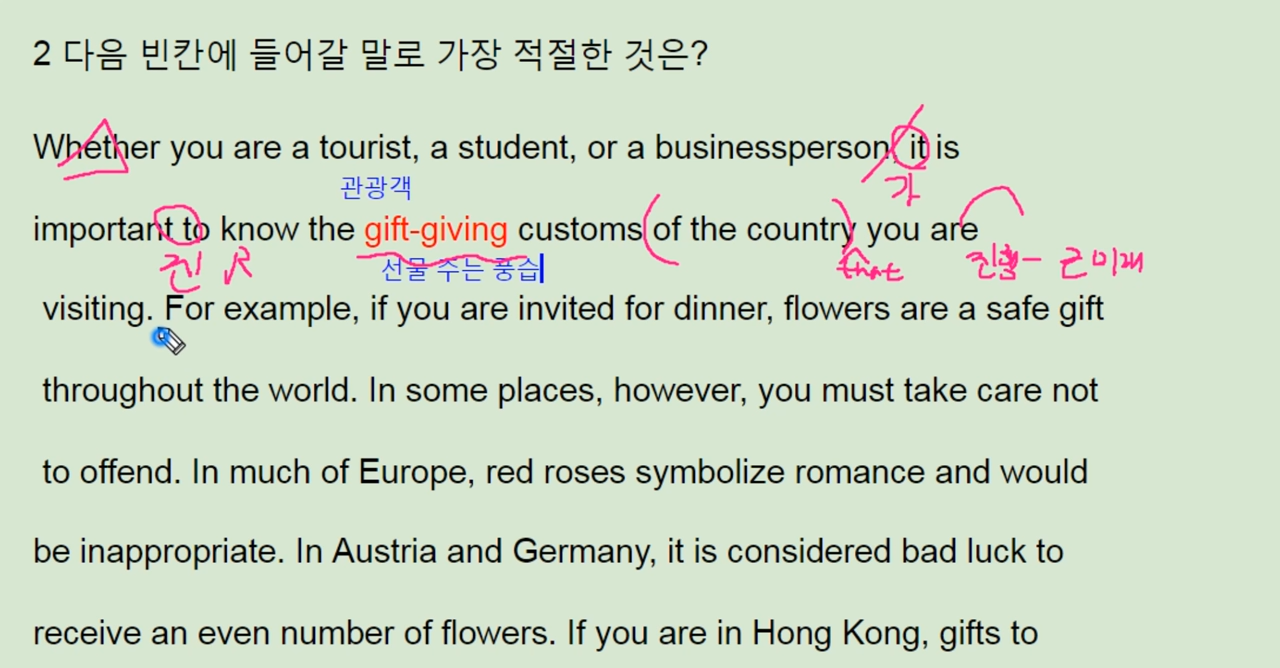 2 다음 빈칸에 들어갈 말로 가장 적절한 것은?
Whether you are a tourist, a student, or a businessperson, it is
관광객
가
important to know the gift-giving customs of the country you are
진 R
선물 주는 풍습
that
진행- 근미래
visiting. For example, if you are invited for dinner, flowers are a safe gift
throughout the world. In some places, however, you must take care not
to offend. In much of Europe, red roses symbolize romance and would
be inappropriate. In Austria and Germany, it is considered bad luck to
receive an even number of flowers. If you are in Hong Kong, gifts to